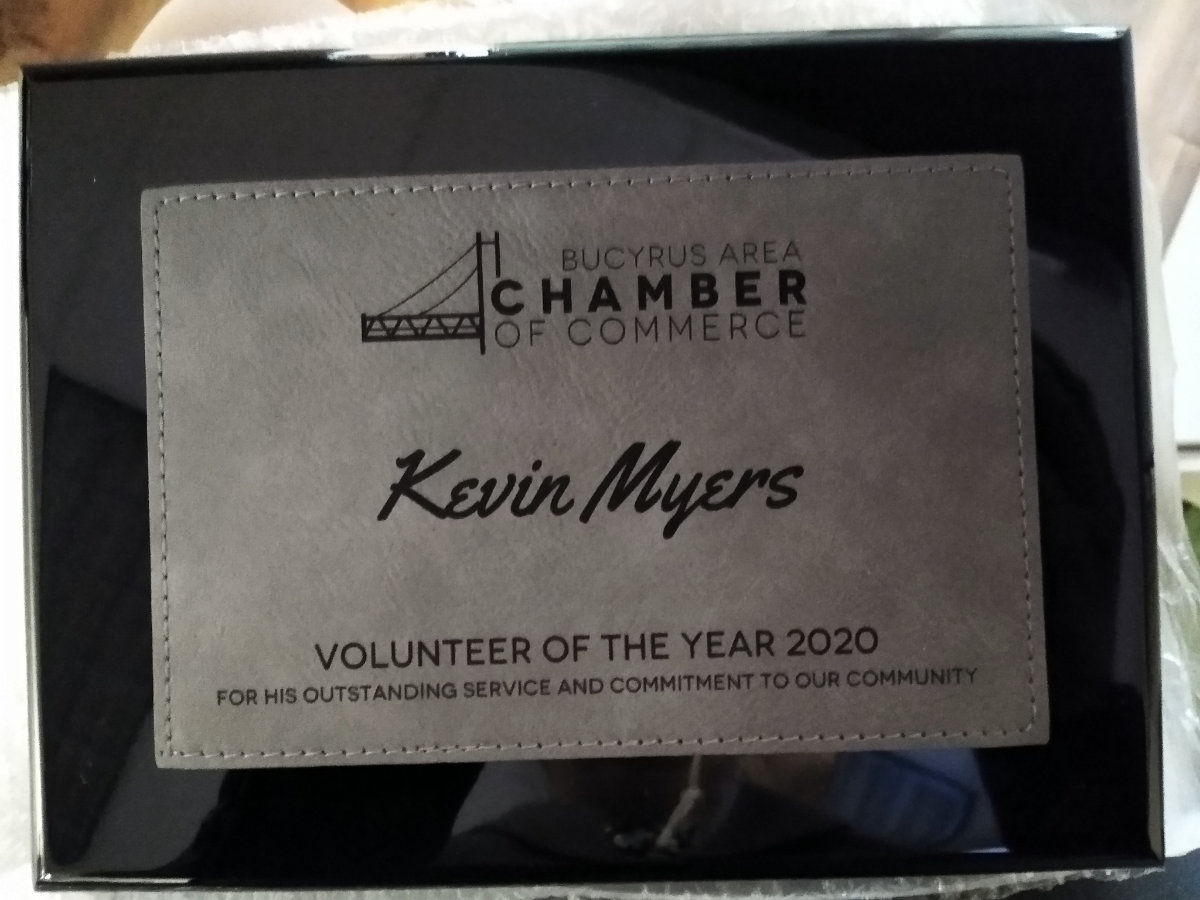 BUCYRUS AREA
CHAMBER
OF COMMERCE
Kevin Myers
VOLUNTEER OF THE YEAR 2020
FOR HIS OUTSTANDING SERVICE AND COMMITMENT TO OUR COMMUNITY